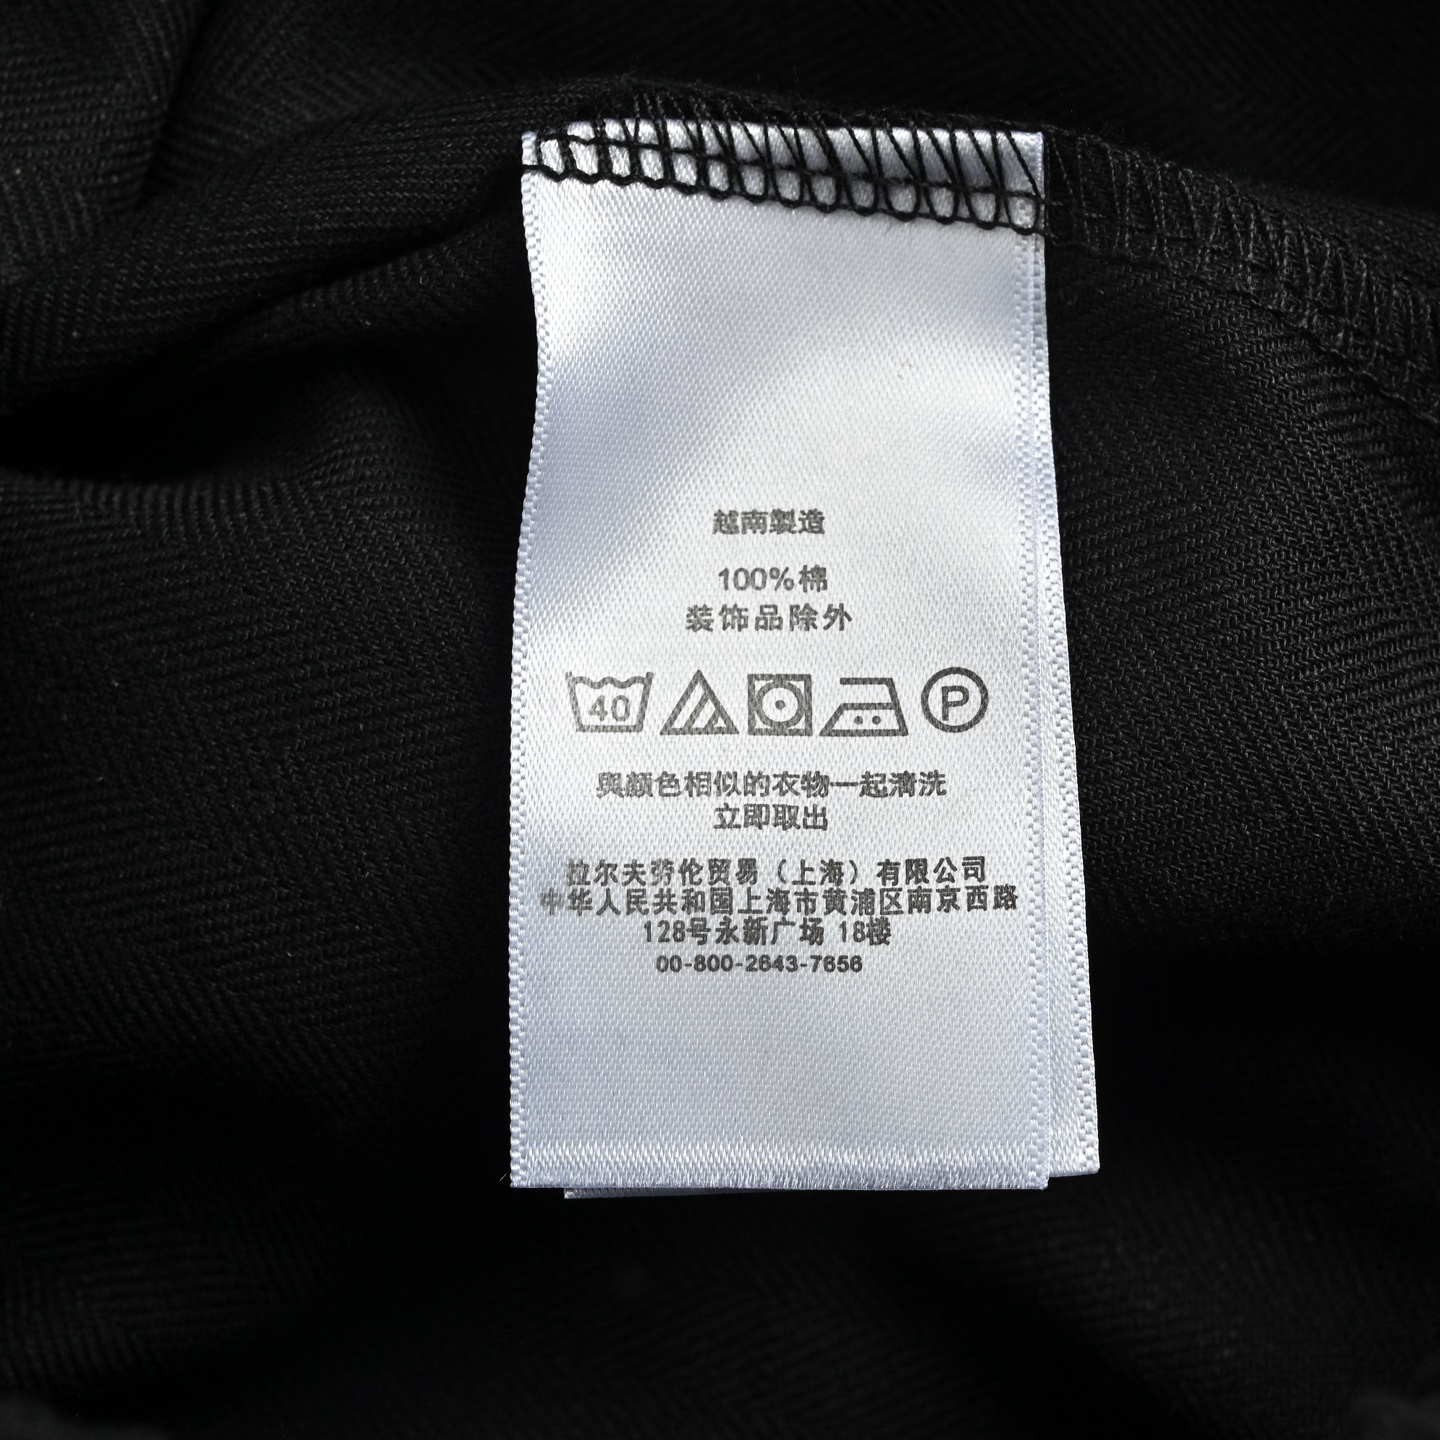 越南製造
100%棉
装饰品除外
40
P
與顏色相似的衣物一起清洗
立即取出
拉尔夫劳伦贸易（上海）有限公司
中华人民共和国上海市黄浦区南京西路
128号永新广场 18楼
00-800-2643-7656